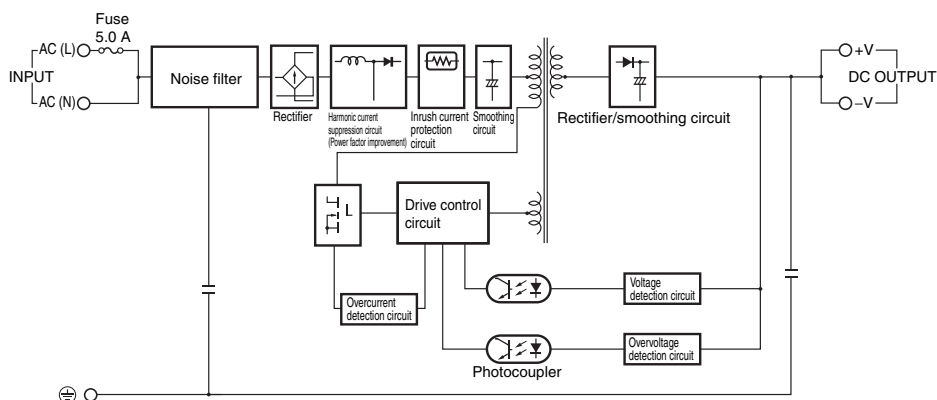 Fuse
5.0 A
AC (L)
INPUT
AC (N)
Noise filter
Rectifier
Harmonic current
suppression circuit
(Power factor improvement)
Inrush current
protection
circuit
Smoothing
circuit
Rectifier/smoothing circuit
+V
DC OUTPUT
–V
Drive control
circuit
Overcurrent
detection circuit
Voltage
detection circuit
Overvoltage
detection circuit
Photocoupler